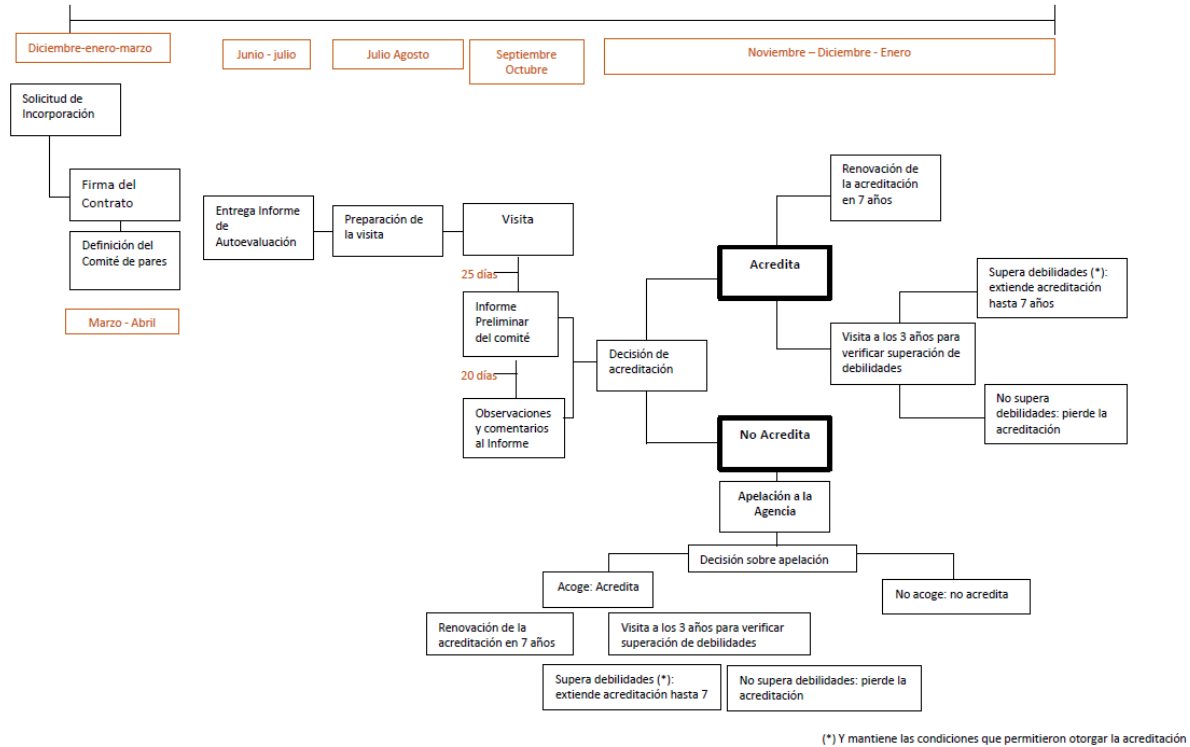 Diciembre-enero-marzo
Junio - julio
Julio Agosto
Septiembre
Octubre
Noviembre – Diciembre - Enero
Solicitud de
Incorporación
Firma del
Contrato
Definición del
Comité de pares
Marzo - Abril
Entrega Informe
de
Autoevaluación
Preparación de
la visita
Visita
25 días
Informe
Preliminar
del comité
20 días
Observaciones
y comentarios
al Informe
Decisión de
acreditación
Acredita
Renovación de
la acreditación
en 7 años
Visita a los 3 años para
verificar superación de
debilidades
Supera debilidades (*):
extiende acreditación
hasta 7 años
No supera
debilidades: pierde la
acreditación
No Acredita
Apelación a la
Agencia
Decisión sobre apelación
Acoge: Acredita
No acoge: no acredita
Renovación de la
acreditación en 7 años
Visita a los 3 años para verificar
superación de debilidades
Supera debilidades (*):
extiende acreditación hasta 7
No supera debilidades: pierde la
acreditación
(*) Y mantiene las condiciones que permitieron otorgar la acreditación